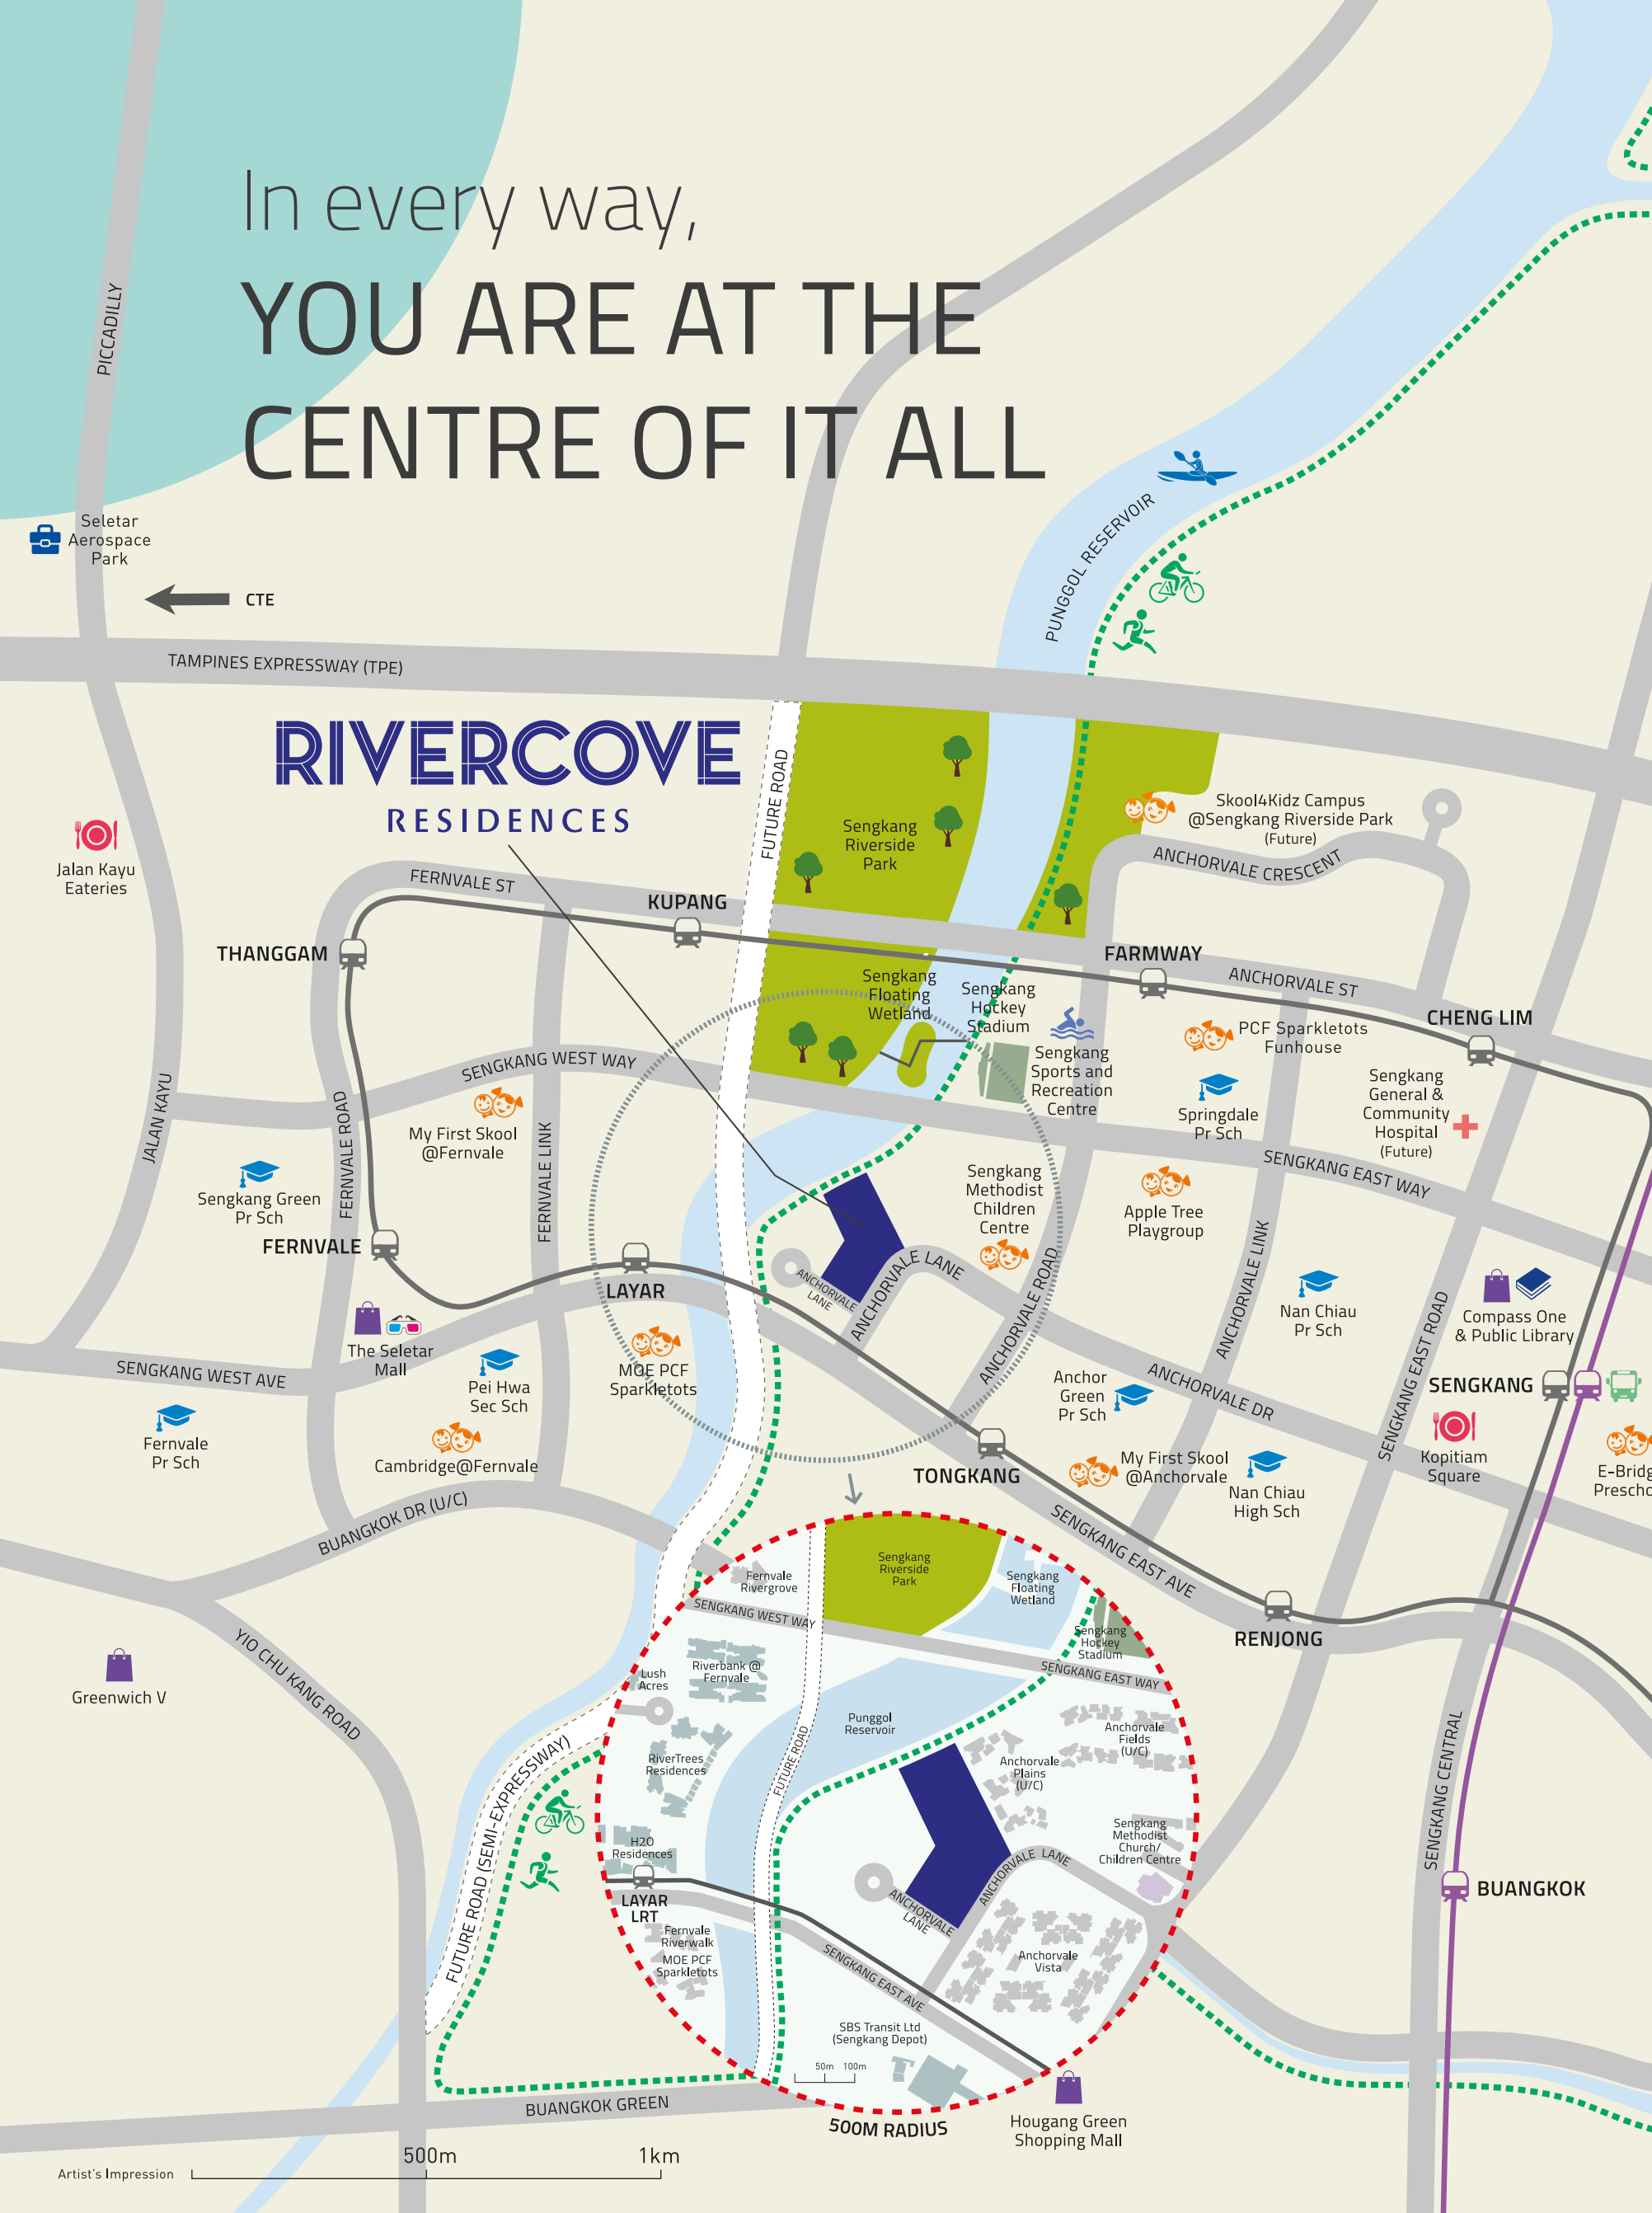 In every way,
YOU ARE AT THE
CENTRE OF IT ALL
PICCADILLY
Seletar
Aerospace
Park
CTE
TAMPINES EXPRESSWAY (TPE)
PUNGGOL RESERVOIR
RIVERCOVE
RESIDENCES
FUTURE ROAD
Sengkang
Riverside
Park
Skool4Kidz Campus
@Sengkang Riverside Park
(Future)
ANCHORVALE CRESCENT
Jalan Kayu
Eateries
FERNVALE ST
KUPANG
THANGGAM
FARMWAY
ANCHORVALE ST
Sengkang
Floating
Wetland
Sengkang
Hockey
Stadium
CHENG LIM
PCF Sparkletots
Funhouse
Sengkang
Sports and
Recreation
Centre
Sengkang
General &
Community
Hospital
(Future)
SENGKANG WEST WAY
JALAN KAYU
FERNVALE ROAD
My First Skool
@Fernvale
FERNVALE LINK
Springdale
Pr Sch
SENGKANG EAST WAY
Sengkang Green
Pr Sch
Sengkang
Methodist
Children
Centre
Apple Tree
Playgroup
FERNVALE
LAYAR
ANCHORVALE
LANE
ANCHORVALE LANE
ANCHORVALE ROAD
ANCHORVALE LINK
Nan Chiau
Pr Sch
SENGKANG EAST ROAD
Compass One
& Public Library
The Seletar
Mall
SENGKANG WEST AVE
Pei Hwa
Sec Sch
MOE PCF
Sparkletots
Anchor
Green
Pr Sch
ANCHORVALE DR
SENGKANG
Fernvale
Pr Sch
Cambridge@Fernvale
TONGKANG
My First Skool
@Anchorvale
Nan Chiau
High Sch
Kopitiam
Square
E-Bridg
Prescho
BUANGKOK DR (U/C)
SENGKANG EAST AVE
Fernvale
Rivergrove
Sengkang
Riverside
Park
Sengkang
Floating
Wetland
SENGKANG WEST WAY
Sengkang
Hockey
Stadium
RENJONG
YIO CHU KANG ROAD
Greenwich V
Lush
Acres
Riverbank @
Fernvale
SENGKANG EAST WAY
Punggol
Reservoir
Anchorvale
Fields
(U/C)
RiverTrees
Residences
FUTURE ROAD
Anchorvale
Plains
(U/C)
FUTURE ROAD (SEMI-EXPRESSWAY)
H2O
Residences
Sengkang
Methodist
Church/
Children Centre
ANCHORVALE LANE
SENGKANG CENTRAL
LAYAR
LRT
ANCHORVALE
LANE
BUANGKOK
Fernvale
Riverwalk
MOE PCF
Sparkletots
SENGKANG EAST AVE
Anchorvale
Vista
SBS Transit Ltd
(Sengkang Depot)
50m 100m
BUANGKOK GREEN
500M RADIUS
Hougang Green
Shopping Mall
500m
1km
Artist's Impression